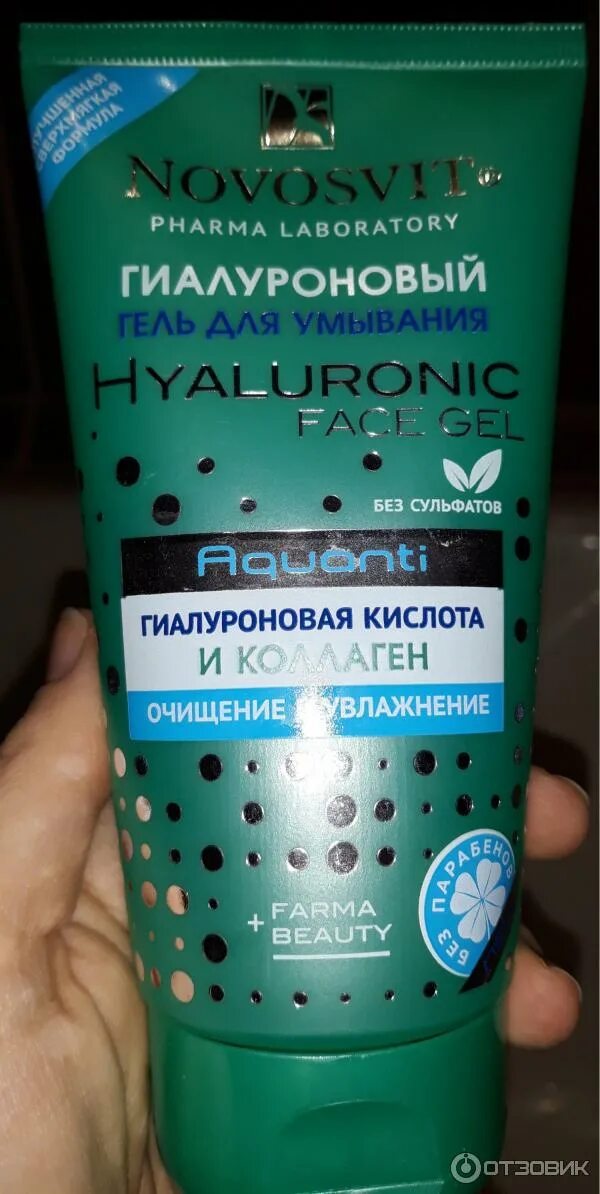 УЛУЧШЕННАЯ
СВЕРХМЯГКАЯ
ФОРМУЛА
NOVOSVIT®
PHARMA LABORATORY
ГИАЛУРОНОВЫЙ
ГЕЛЬ ДЛЯ УМЫВАНИЯ
HYALURONIC
FACE GEL
БЕЗ СУЛЬФАТОВ
Aquanti
ГИАЛУРОНОВАЯ КИСЛОТА
И КОЛЛАГЕН
ОЧИЩЕНИЕ УВЛАЖНЕНИЕ
БЕЗ ПАРАБЕНОВ
+ FARMA
BEAUTY
ОТЗОВИК